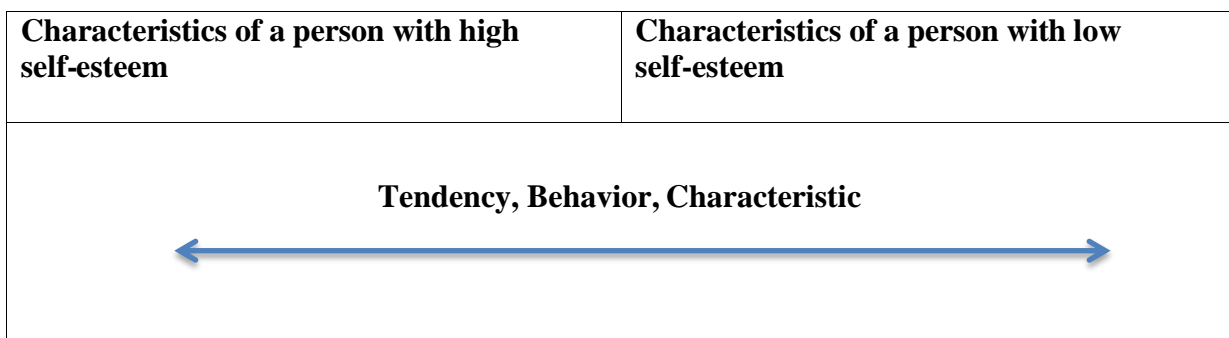 Characteristics of a person with high
self-esteem
Characteristics of a person with low
self-esteem
Tendency, Behavior, Characteristic